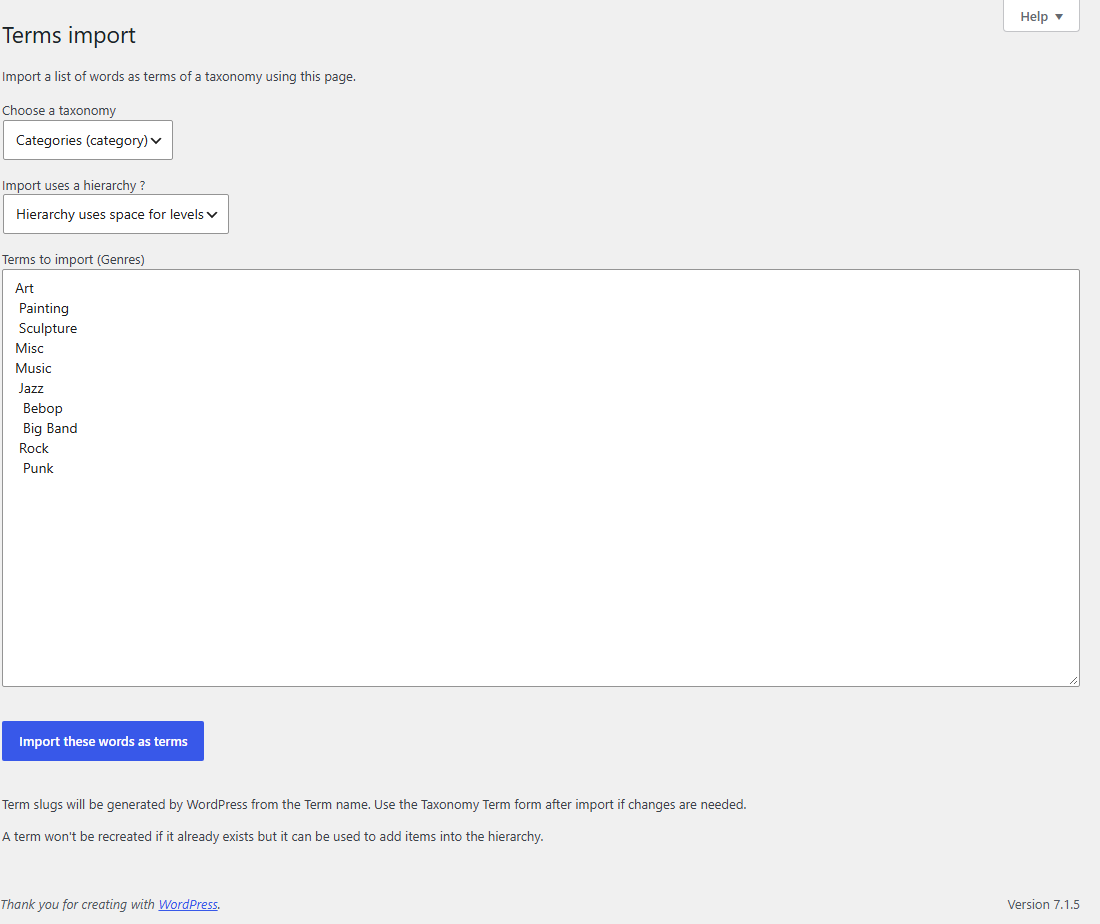 Help ▼
Terms import
Import a list of words as terms of a taxonomy using this page.
Choose a taxonomy
Categories (category)
Import uses a hierarchy ?
Hierarchy uses space for levels
Terms to import (Genres)
Art
 Painting
 Sculpture
Misc
Music
 Jazz
  Bebop
  Big Band
 Rock
  Punk
Import these words as terms
Term slugs will be generated by WordPress from the Term name. Use the Taxonomy Term form after import if changes are needed.
A term won't be recreated if it already exists but it can be used to add items into the hierarchy.
Thank you for creating with WordPress.
Version 7.1.5